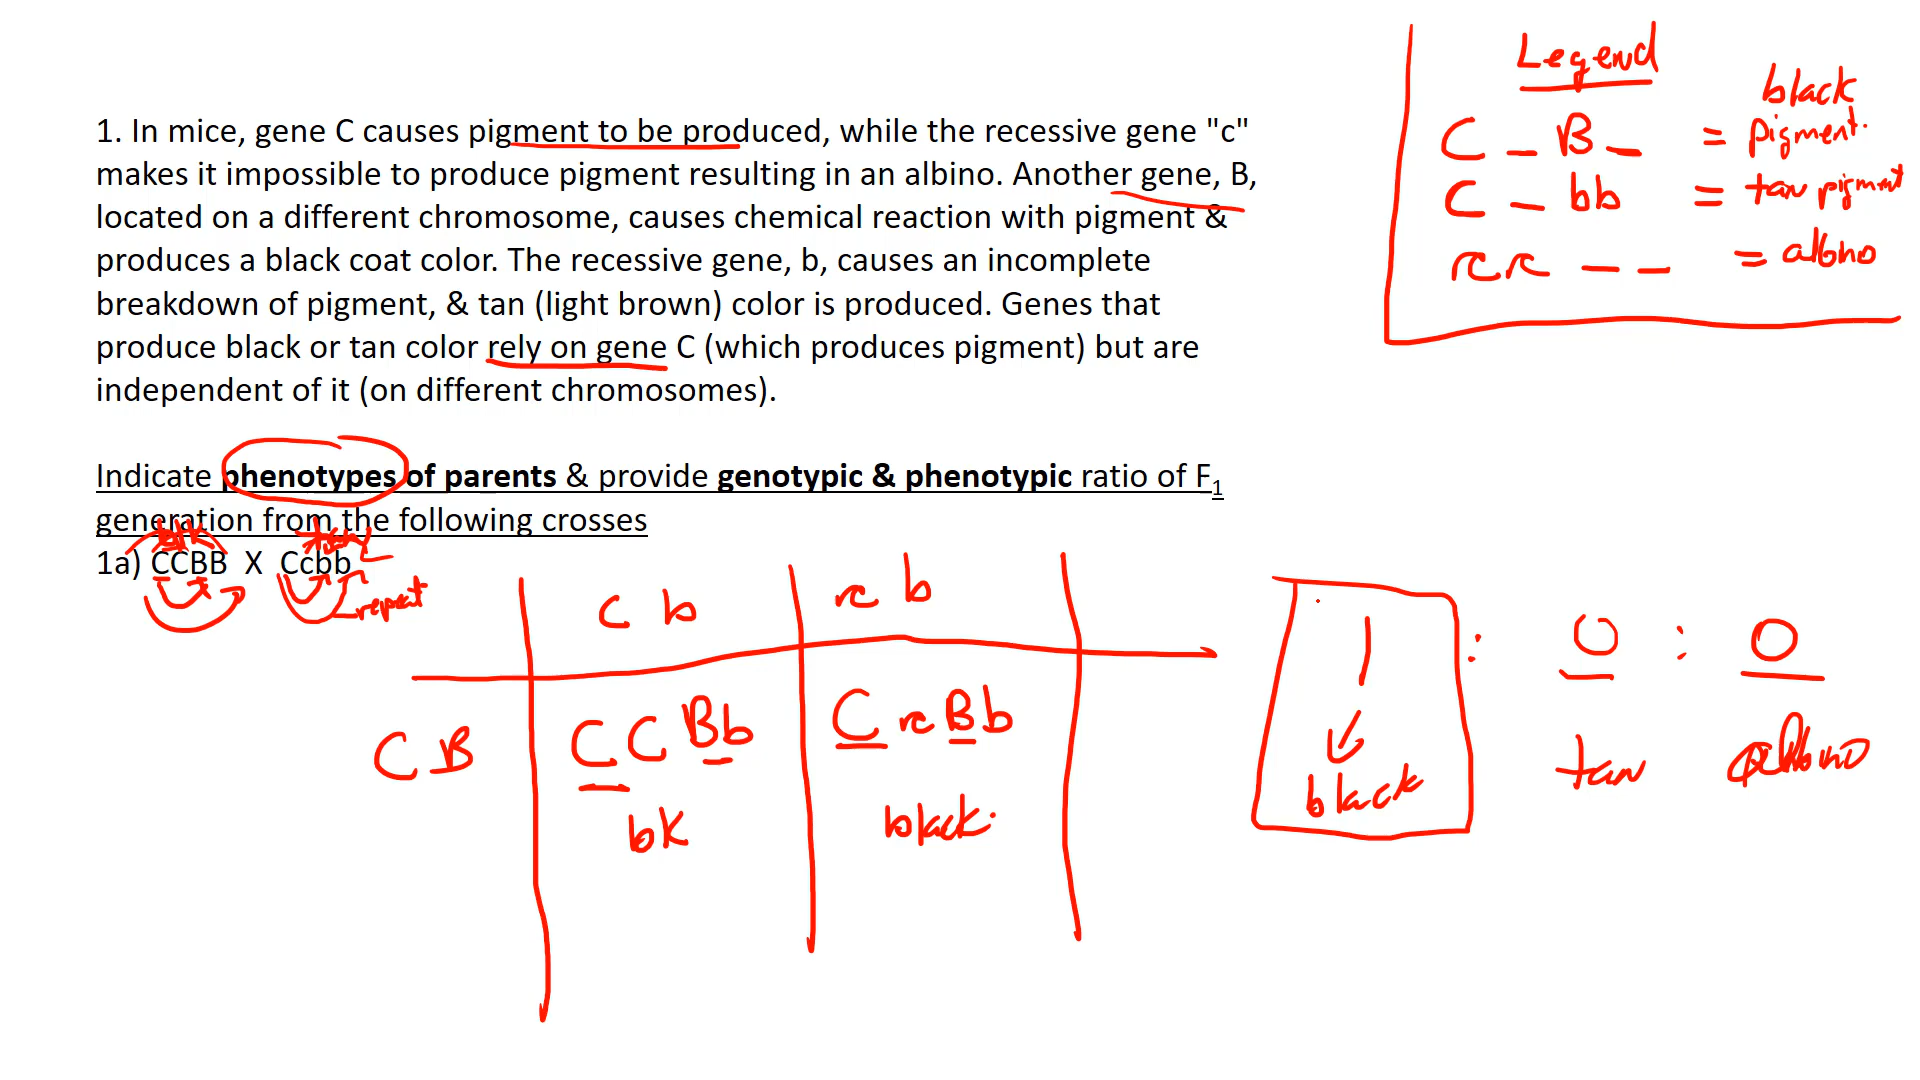 Legend
C _ B _ = black pigment.
C _ bb = tan pigment
cc _ _ = albino
1. In mice, gene C causes pigment to be produced, while the recessive gene "c"
makes it impossible to produce pigment resulting in an albino. Another gene, B,
located on a different chromosome, causes chemical reaction with pigment &
produces a black coat color. The recessive gene, b, causes an incomplete
breakdown of pigment, & tan (light brown) color is produced. Genes that
produce black or tan color rely on gene C (which produces pigment) but are
independent of it (on different chromosomes).
Indicate phenotypes of parents & provide genotypic & phenotypic ratio of F1
generation from the following crosses
blk tan
1a) CCBB X Ccbb
repeat
C b c b
C B CCBb CcBb
bk black.
1 : 0 : 0
black tan albino